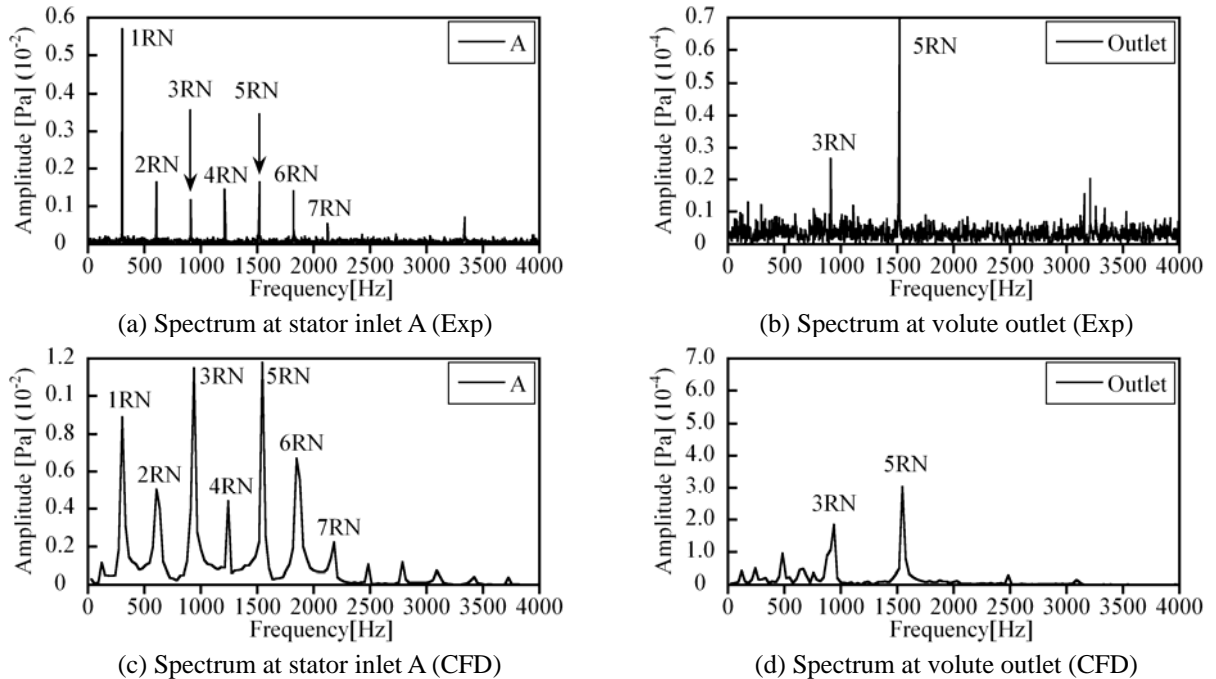 0.6
0.5
0.4
0.3
0.2
0.1
0
Amplitude [Pa] (10⁻²)
1RN
2RN
3RN
4RN
5RN
6RN
7RN
A
0 500 1000 1500 2000 2500 3000 3500 4000
Frequency[Hz]
(a) Spectrum at stator inlet A (Exp)
0.7
0.6
0.5
0.4
0.3
0.2
0.1
0
Amplitude [Pa] (10⁻⁴)
3RN
5RN
Outlet
0 500 1000 1500 2000 2500 3000 3500 4000
Frequency[Hz]
(b) Spectrum at volute outlet (Exp)
1.2
0.1
0.8
0.6
0.4
0.2
0
Amplitude [Pa] (10⁻²)
1RN
2RN
3RN
4RN
5RN
6RN
7RN
A
0 500 1000 1500 2000 2500 3000 3500 4000
Frequency[Hz]
(c) Spectrum at stator inlet A (CFD)
7.0
6.0
5.0
4.0
3.0
2.0
1.0
0
Amplitude [Pa] (10⁻⁴)
3RN
5RN
Outlet
0 500 1000 1500 2000 2500 3000 3500 4000
Frequency[Hz]
(d) Spectrum at volute outlet (CFD)